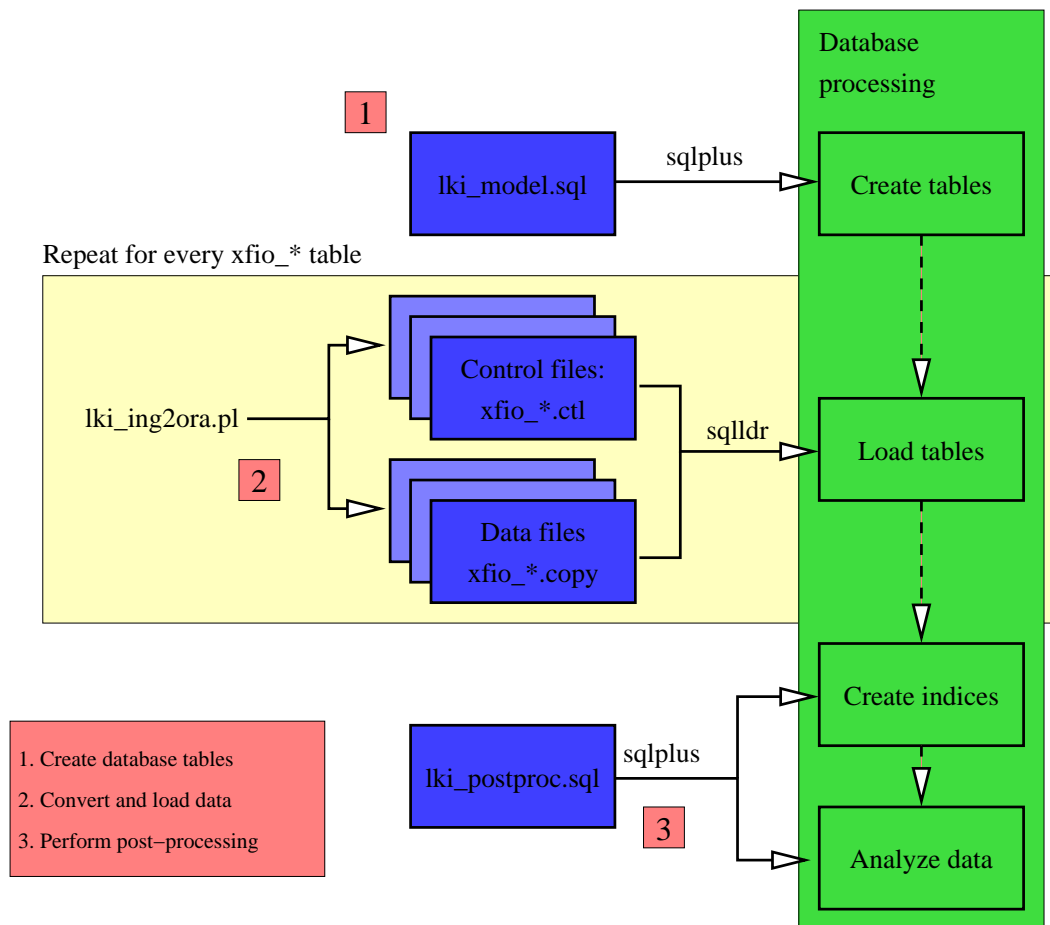 Database
processing
1
lki_model.sql
sqlplus
Create tables
Repeat for every xfio_* table
Control files:
xfio_*.ctl
lki_ing2ora.pl
sqlldr
Load tables
2
Data files
xfio_*.copy
Create indices
1. Create database tables
2. Convert and load data
3. Perform post−processing
lki_postproc.sql
sqlplus
3
Analyze data